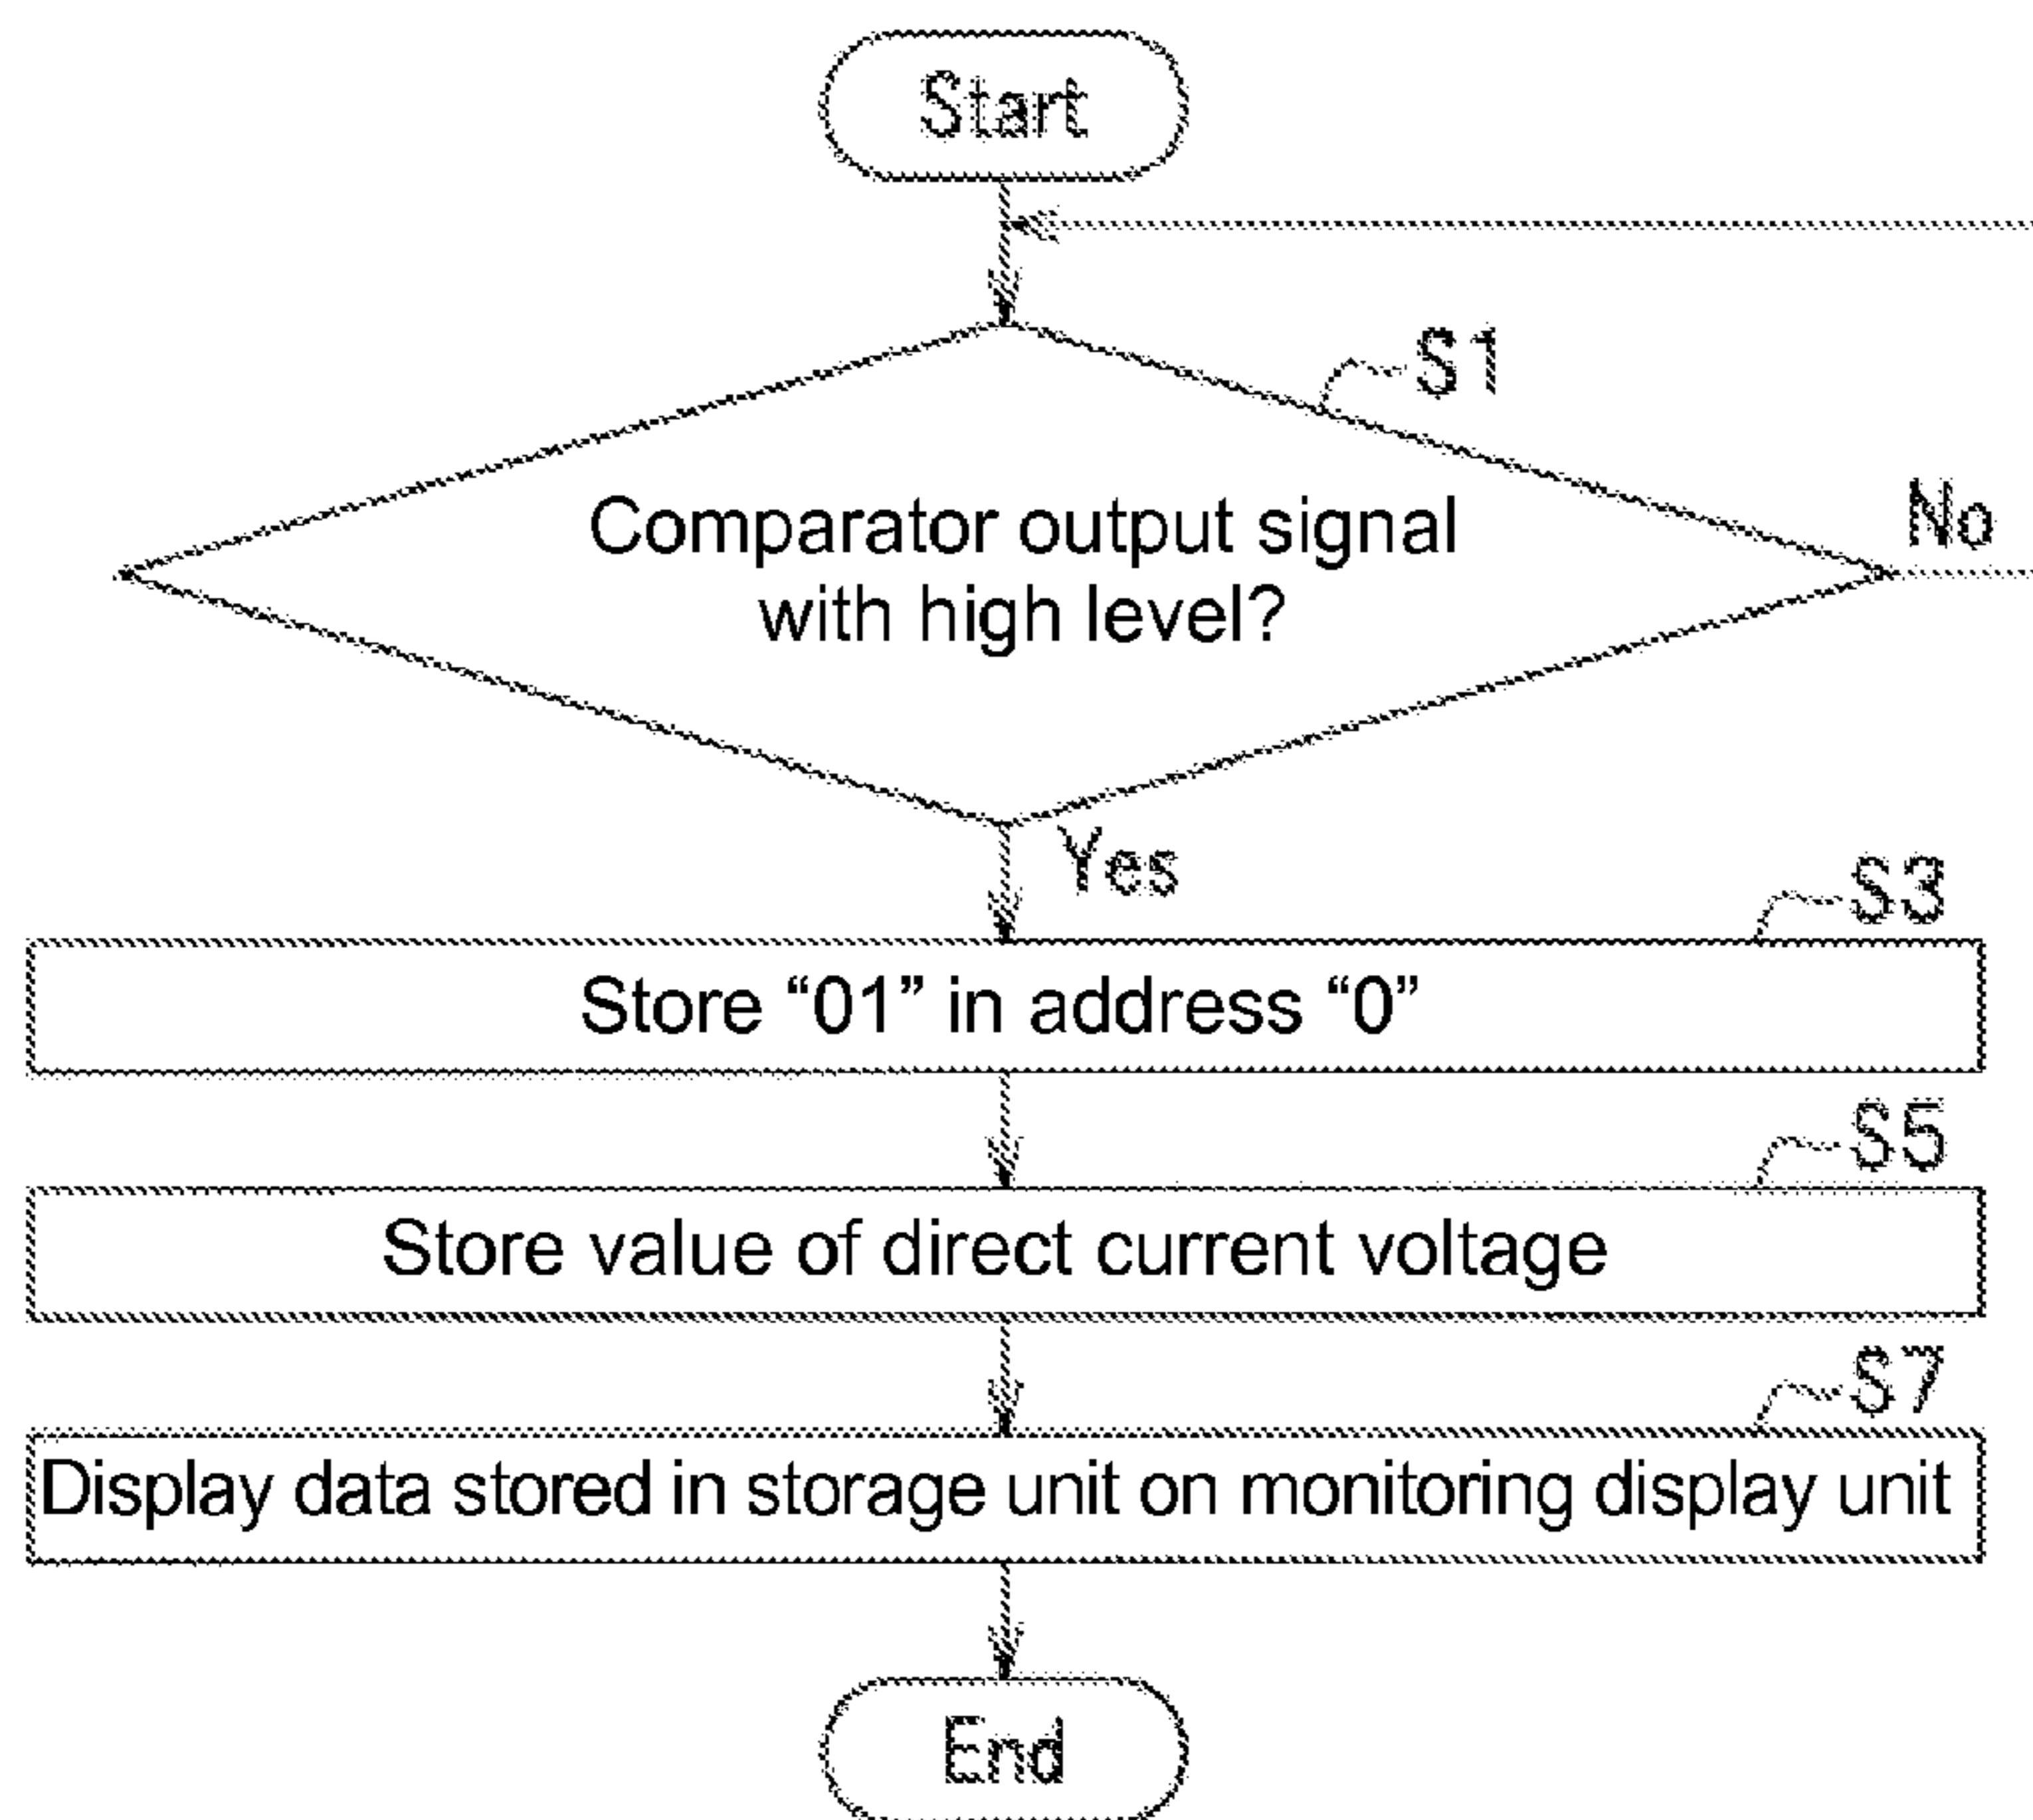 Start
S1
Comparator output signal
with high level?
No
Yes
S3
Store “01” in address “0”
S5
Store value of direct current voltage
S7
Display data stored in storage unit on monitoring display unit
End